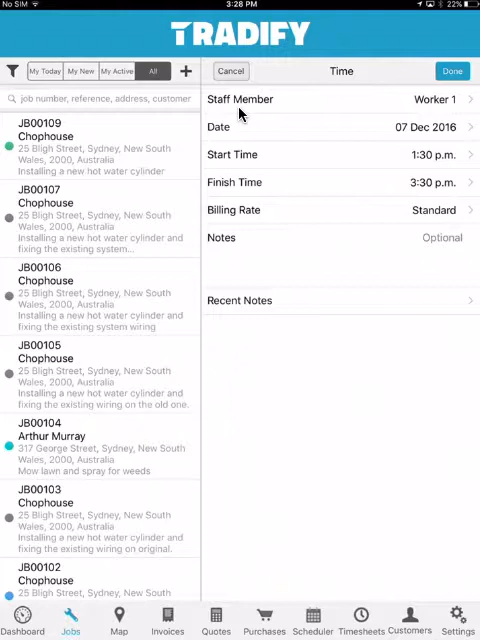 No SIM
3:28 PM
22%
TRADIFY
My Today
My New
My Active
All
+
Cancel
Time
Done
job number, reference, address, customer
JB00109
Chophouse
25 Bligh Street, Sydney, New South
Wales, 2000, Australia
Installing a new hot water cylinder
JB00107
Chophouse
25 Bligh Street, Sydney, New South
Wales, 2000, Australia
Installing a new hot water cylinder and
fixing the existing system...
JB00106
Chophouse
25 Bligh Street, Sydney, New South
Wales, 2000, Australia
Installing a new hot water cylinder and
fixing the existing system wiring
JB00105
Chophouse
25 Bligh Street, Sydney, New South
Wales, 2000, Australia
Installing a new hot water cylinder and
fixing the existing wiring on the old one.
JB00104
Arthur Murray
317 George Street, Sydney, New South
Wales, 2000, Australia
Mow lawn and spray for weeds
JB00103
Chophouse
25 Bligh Street, Sydney, New South
Wales, 2000, Australia
Installing a new hot water cylinder and
fixing the existing wiring on original.
JB00102
Chophouse
25 Bligh Street, Sydney, New South
Staff Member
Worker 1
Date
07 Dec 2016
Start Time
1:30 p.m.
Finish Time
3:30 p.m.
Billing Rate
Standard
Notes
Optional
Recent Notes
Dashboard
Jobs
Map
Invoices
Quotes
Purchases
Scheduler
Timesheets
Customers
Settings